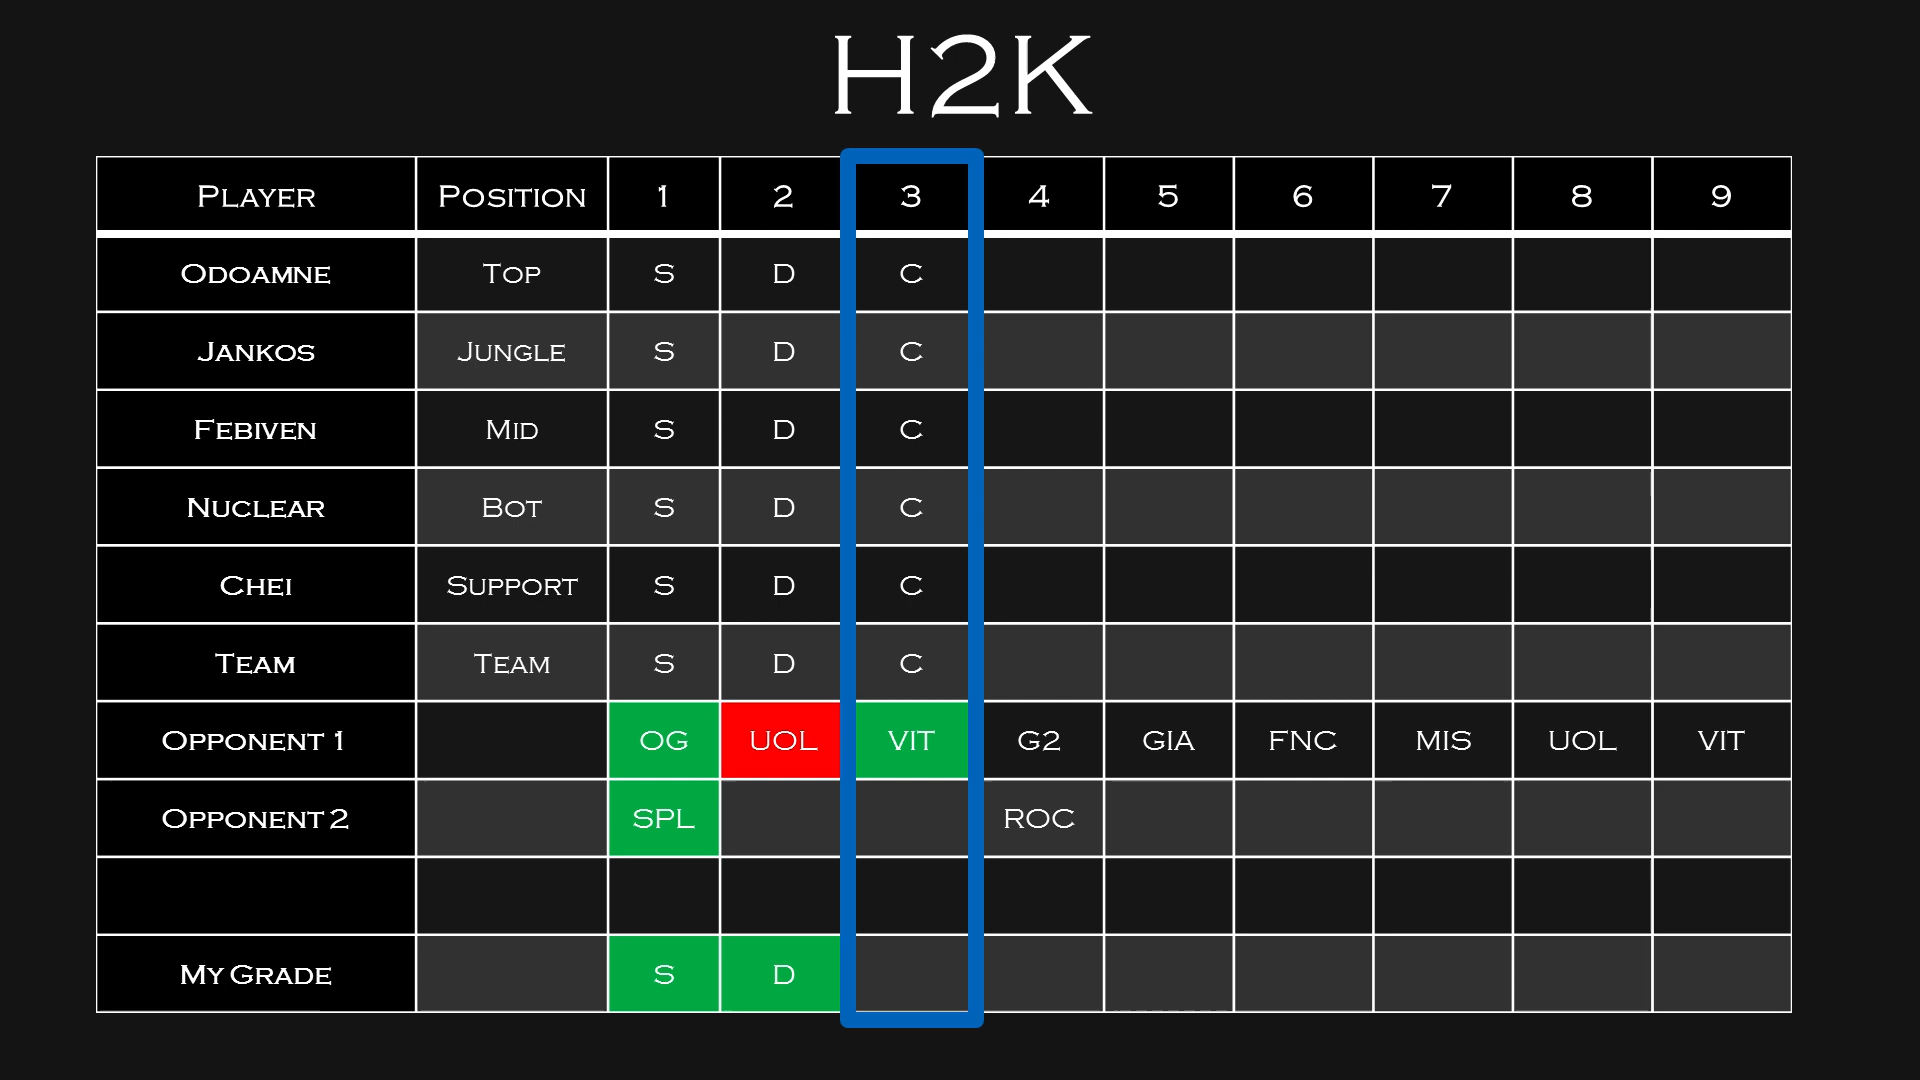 H2K
PLAYER POSITION 1 2 3 4 5 6 7 8 9
ODOAMNE TOP S D C
JANKOS JUNGLE S D C
FEBIVEN MID S D C
NUCLEAR BOT S D C
CHEI SUPPORT S D C
TEAM TEAM S D C
OPPONENT 1 OG UOL VIT G2 GIA FNC MIS UOL VIT
OPPONENT 2 SPL ROC
MY GRADE S D